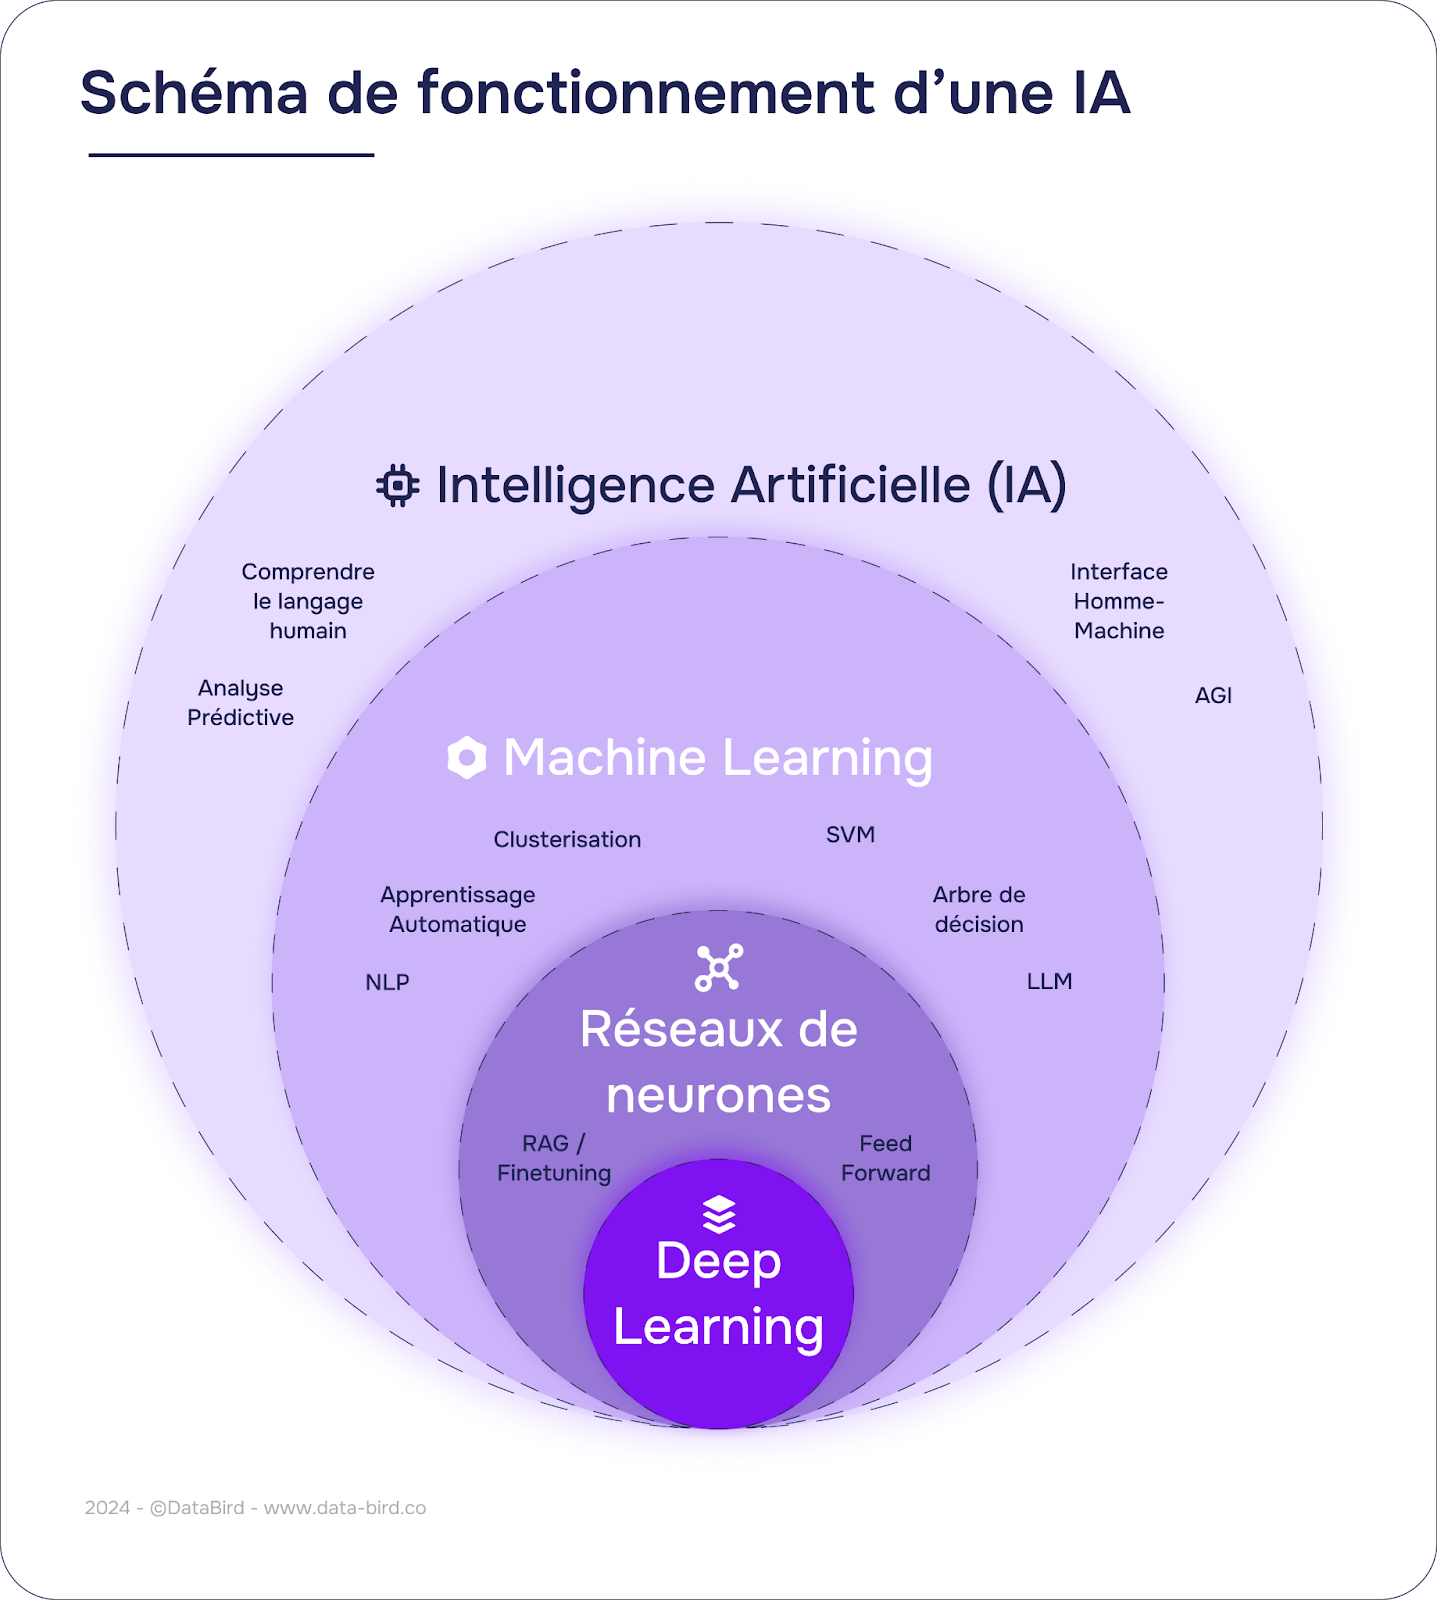 Schéma de fonctionnement d’une IA
Intelligence Artificielle (IA)
Comprendre
le langage
humain
Interface
Homme-
Machine
Analyse
Prédictive
AGI
Machine Learning
Clusterisation
SVM
Apprentissage
Automatique
Arbre de
décision
NLP
LLM
Réseaux de
neurones
RAG /
Finetuning
Feed
Forward
Deep
Learning
2024 - ©DataBird - www.data-bird.co